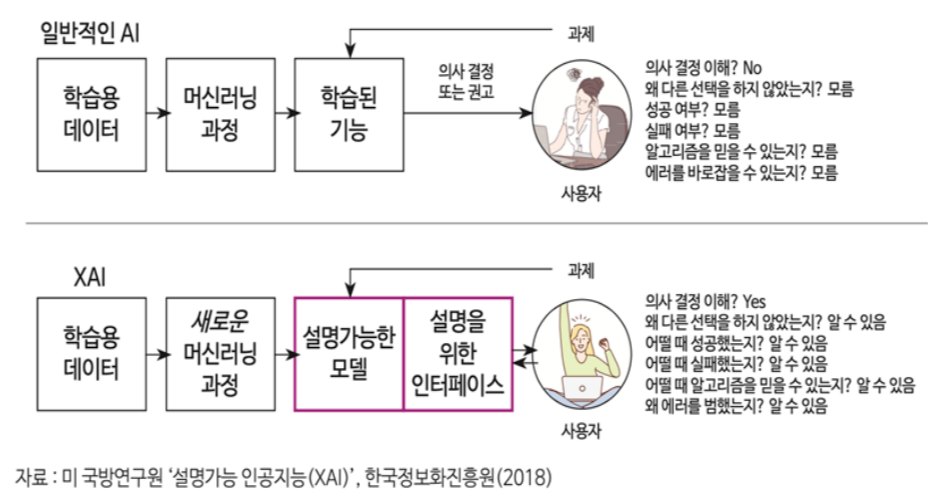 일반적인 AI
과제
학습용
데이터
머신러닝
과정
학습된
기능
의사 결정
또는 권고
사용자
의사 결정 이해? No
왜 다른 선택을 하지 않았는지? 모름
성공 여부? 모름
실패 여부? 모름
알고리즘을 믿을 수 있는지? 모름
에러를 바로잡을 수 있는지? 모름
XAI
과제
학습용
데이터
새로운
머신러닝
과정
설명가능한
모델
설명을
위한
인터페이스
사용자
의사 결정 이해? Yes
왜 다른 선택을 하지 않았는지? 알 수 있음
어떨 때 성공했는지? 알 수 있음
어떨 때 실패했는지? 알 수 있음
어떨 때 알고리즘을 믿을 수 있는지? 알 수 있음
왜 에러를 범했는지? 알 수 있음
자료 : 미 국방연구원 ‘설명가능 인공지능(XAI)’, 한국정보화진흥원(2018)